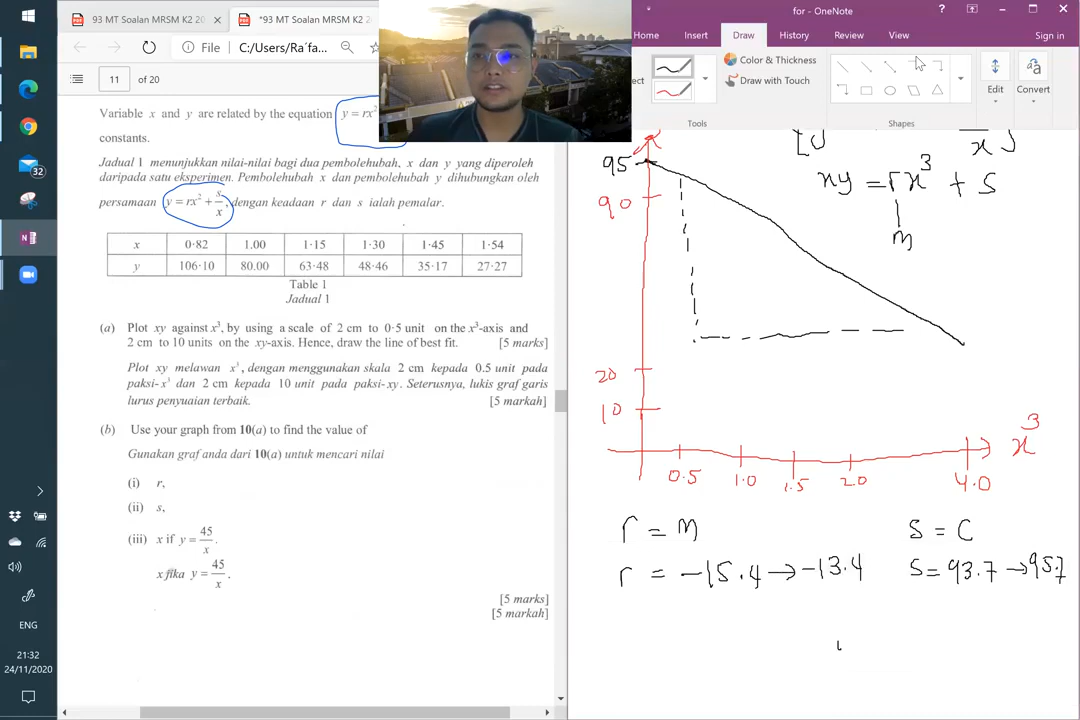 93 MT Soalan MRSM K2 20
*93 MT Soalan MRSM K2 20
File
C:/Users/Ra´fa...
11 of 20
for - OneNote
Draw
History
Review
View
Sign in
Color & Thickness
Draw with Touch
Edit
Convert
Tools
Shapes
Variable x and y are related by the equation y = rx²
constants.
Jadual 1 menunjukkan nilai-nilai bagi dua pembolehubah, x dan y yang diperoleh
daripada satu eksperimen. Pembolehubah x dan pembolehubah y dihubungkan oleh
persamaan y = rx² + s/x, dengan keadaan r dan s ialah pemalar.
x 0·82 1.00 1·15 1·30 1·45 1·54
y 106·10 80.00 63·48 48·46 35·17 27·27
Table 1
Jadual 1
(a) Plot xy against x³, by using a scale of 2 cm to 0·5 unit on the x³-axis and
2 cm to 10 units on the xy-axis. Hence, draw the line of best fit. [5 marks]
Plot xy melawan x³, dengan menggunakan skala 2 cm kepada 0.5 unit pada
paksi-x³ dan 2 cm kepada 10 unit pada paksi-xy. Seterusnya, lukis graf garis
lurus penyuaian terbaik. [5 markah]
(b) Use your graph from 10(a) to find the value of
Gunakan graf anda dari 10(a) untuk mencari nilai
(i) r,
(ii) s,
(iii) x if y = 45/x.
x jika y = 45/x.
[5 marks]
[5 markah]
xy = rx³ + s
m
95
90
20
10
0.5 1.0 1.5 2.0 4.0
x³
r = m
r = -15.4 → -13.4
s = c
s = 93.7 → 95.7
32
ENG
21:32
24/11/2020